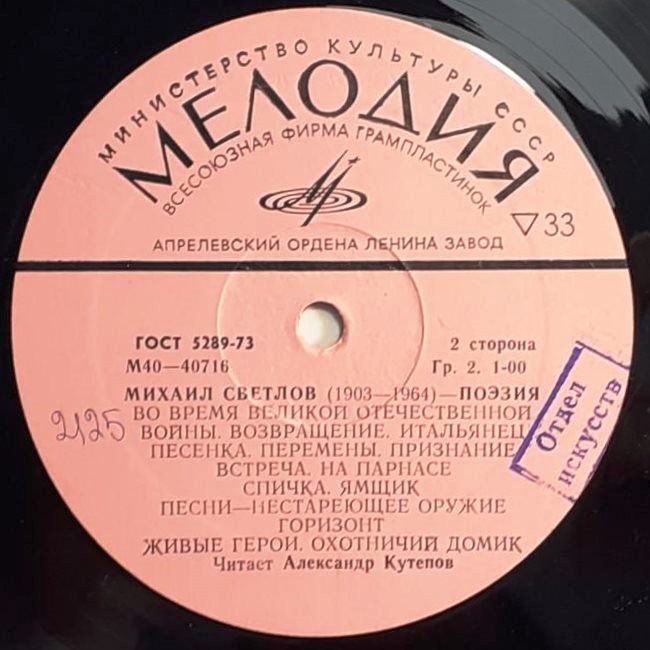 МИНИСТЕРСТВО КУЛЬТУРЫ СССР
МЕЛОДИЯ
ВСЕСОЮЗНАЯ ФИРМА ГРАМПЛАСТИНОК
▽33
АПРЕЛЕВСКИЙ ОРДЕНА ЛЕНИНА ЗАВОД
ГОСТ 5289-73
2 сторона
М40—40716
Гр. 2. 1-00
МИХАИЛ СВЕТЛОВ (1903—1964)—ПОЭЗИЯ
ВО ВРЕМЯ ВЕЛИКОЙ ОТЕЧЕСТВЕННОЙ
ВОЙНЫ. ВОЗВРАЩЕНИЕ. ИТАЛЬЯНЕЦ
ПЕСЕНКА. ПЕРЕМЕНЫ. ПРИЗНАНИЕ
ВСТРЕЧА. НА ПАРНАСЕ
СПИЧКА. ЯМЩИК
ПЕСНИ—НЕСТАРЕЮЩЕЕ ОРУЖИЕ
ГОРИЗОНТ
ЖИВЫЕ ГЕРОИ. ОХОТНИЧИЙ ДОМИК
Читает Александр Кутепов
2125
Отдел
искусств